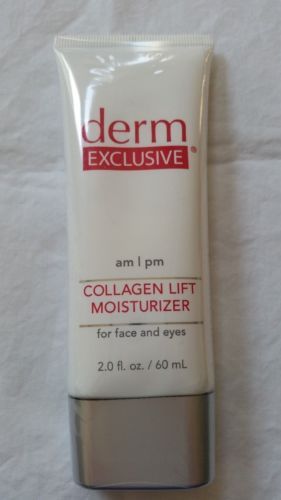 derm
EXCLUSIVE®
am | pm
COLLAGEN LIFT
MOISTURIZER
for face and eyes
2.0 fl. oz. / 60 mL